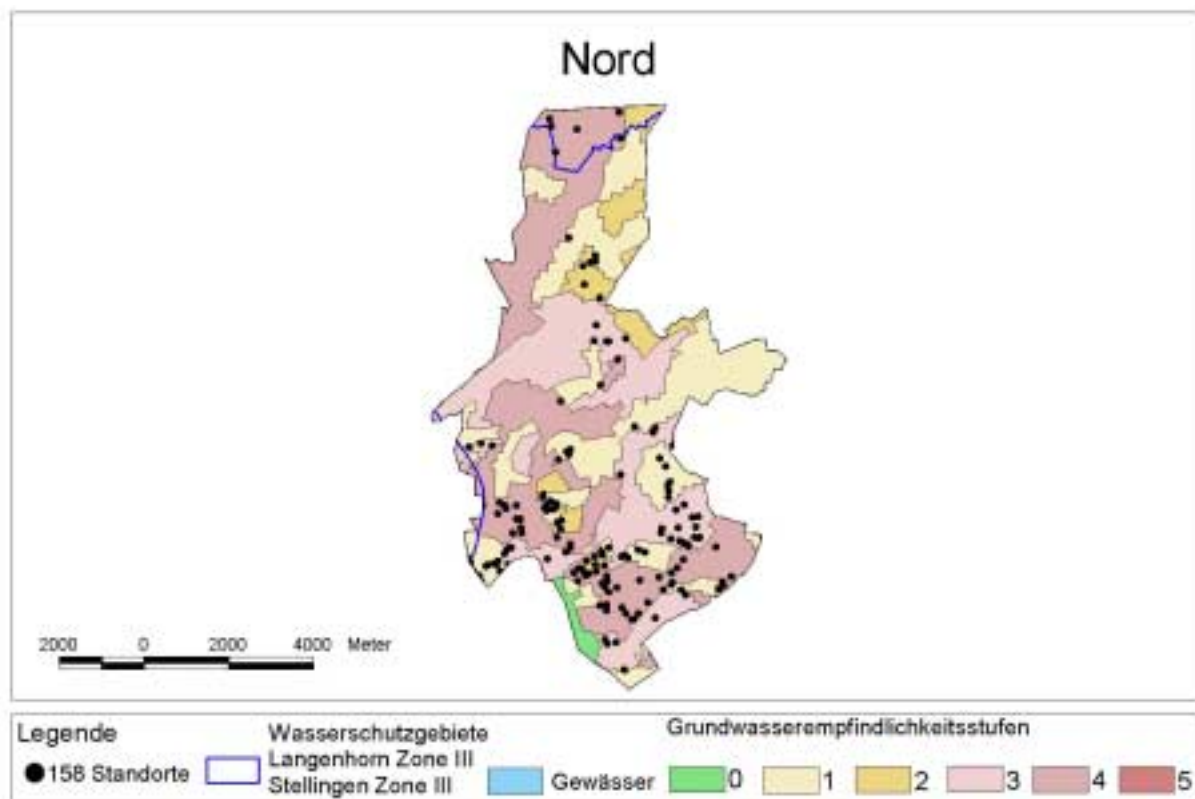 Nord
2000 0 2000 4000 Meter
Legende
158 Standorte
Wasserschutzgebiete
Langenhorn Zone III
Stellingen Zone III
Gewässer
Grundwasserempfindlichkeitsstufen
0 1 2 3 4 5